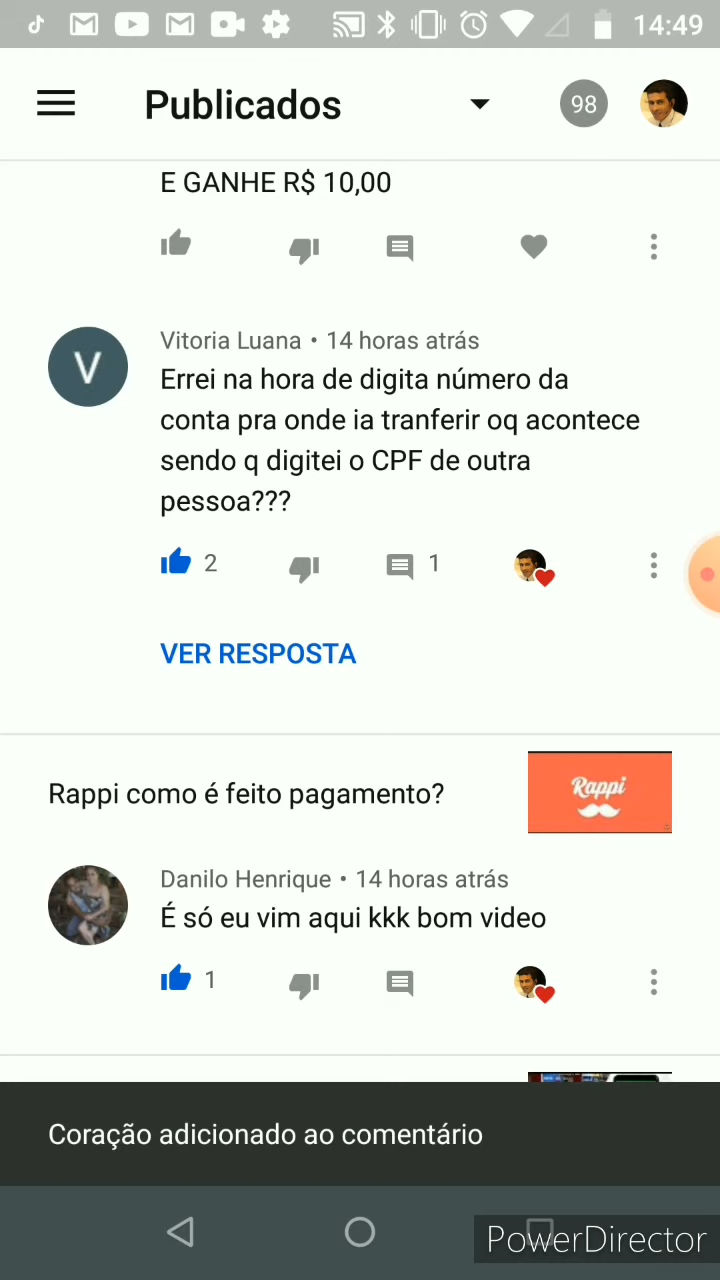 14:49
Publicados
98
E GANHE R$ 10,00
Vitoria Luana • 14 horas atrás
Errei na hora de digita número da
conta pra onde ia tranferir oq acontece
sendo q digitei o CPF de outra
pessoa???
2
1
V
VER RESPOSTA
Rappi como é feito pagamento?
Rappi
Danilo Henrique • 14 horas atrás
É só eu vim aqui kkk bom video
1
Coração adicionado ao comentário
PowerDirector